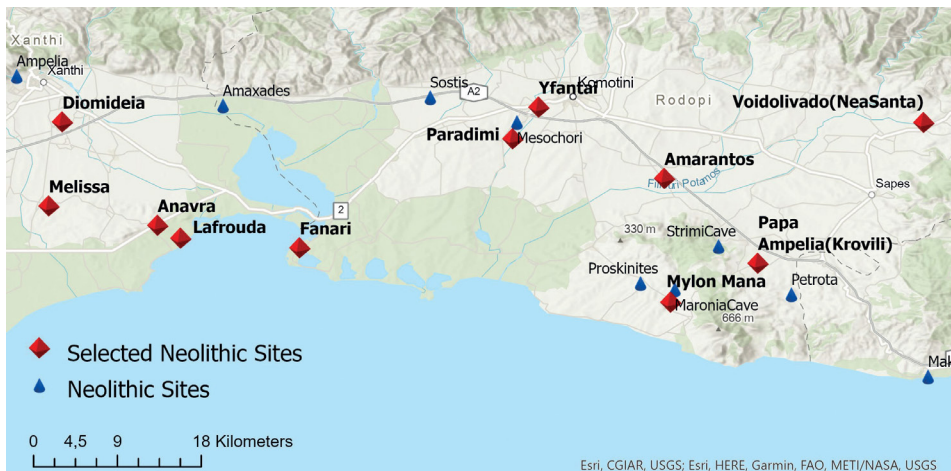 Xanthi
Ampelia
Xanthi
Diomideia
Amaxades
Sostis
A2
Yfantai
Komotini
Rodopi
Voidolivado(NeaSanta)
Paradimi
Mesochori
Melissa
Amarantos
Filiouri Potamos
Sapes
Anavra
Lafrouda
2
Fanari
330 m
StrimiCave
Papa
Ampelia(Krovili)
Proskinites
Mylon Mana
MaroniaCave
Petrota
666 m
Mak
Selected Neolithic Sites
Neolithic Sites
0 4,5 9 18 Kilometers
Esri, CGIAR, USGS; Esri, HERE, Garmin, FAO, METI/NASA, USGS